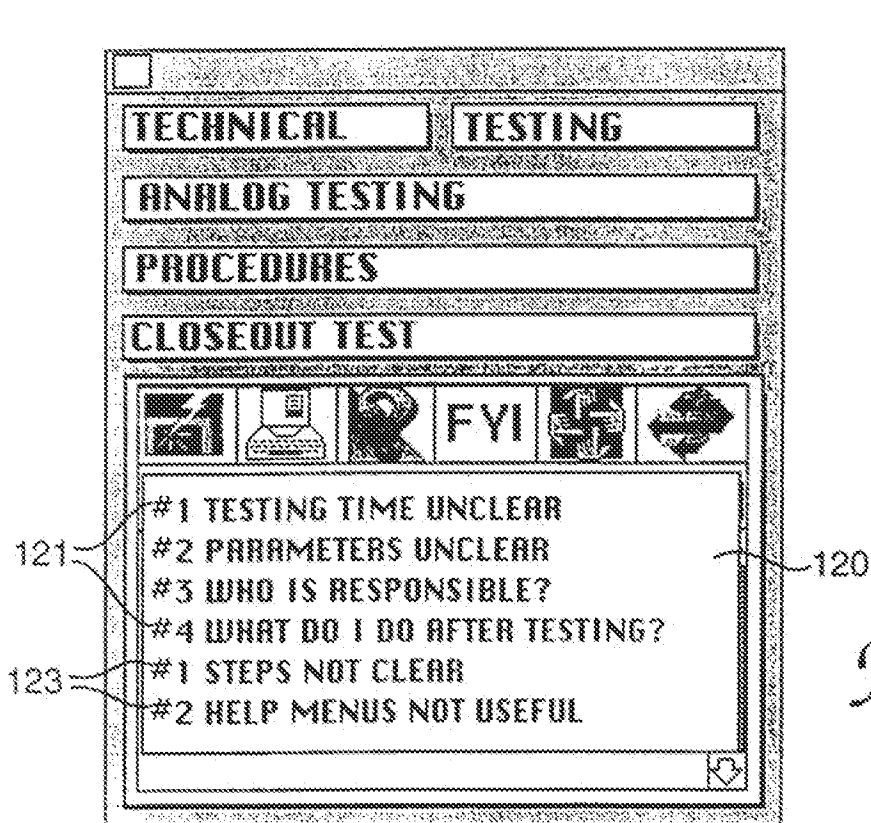 TECHNICAL TESTING
ANALOG TESTING
PROCEDURES
CLOSEOUT TEST
FYI
#1 TESTING TIME UNCLEAR
#2 PARAMETERS UNCLEAR
#3 WHO IS RESPONSIBLE?
#4 WHAT DO I DO AFTER TESTING?
#1 STEPS NOT CLEAR
#2 HELP MENUS NOT USEFUL
121
120
123